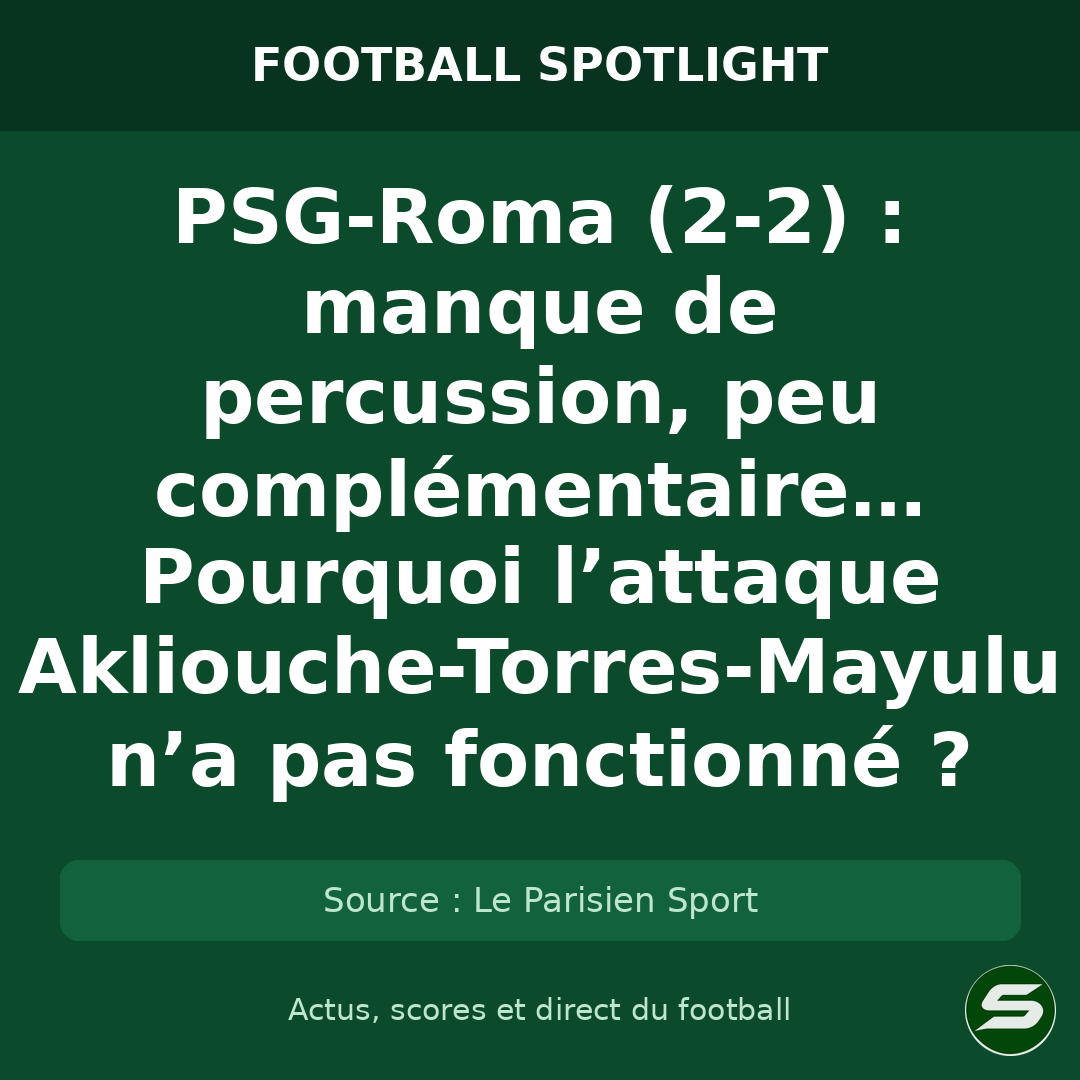 FOOTBALL SPOTLIGHT
PSG-Roma (2-2) :
manque de
percussion, peu
complémentaire…
Pourquoi l’attaque
Akliouche-Torres-Mayulu
n’a pas fonctionné ?
Source : Le Parisien Sport
Actus, scores et direct du football
S